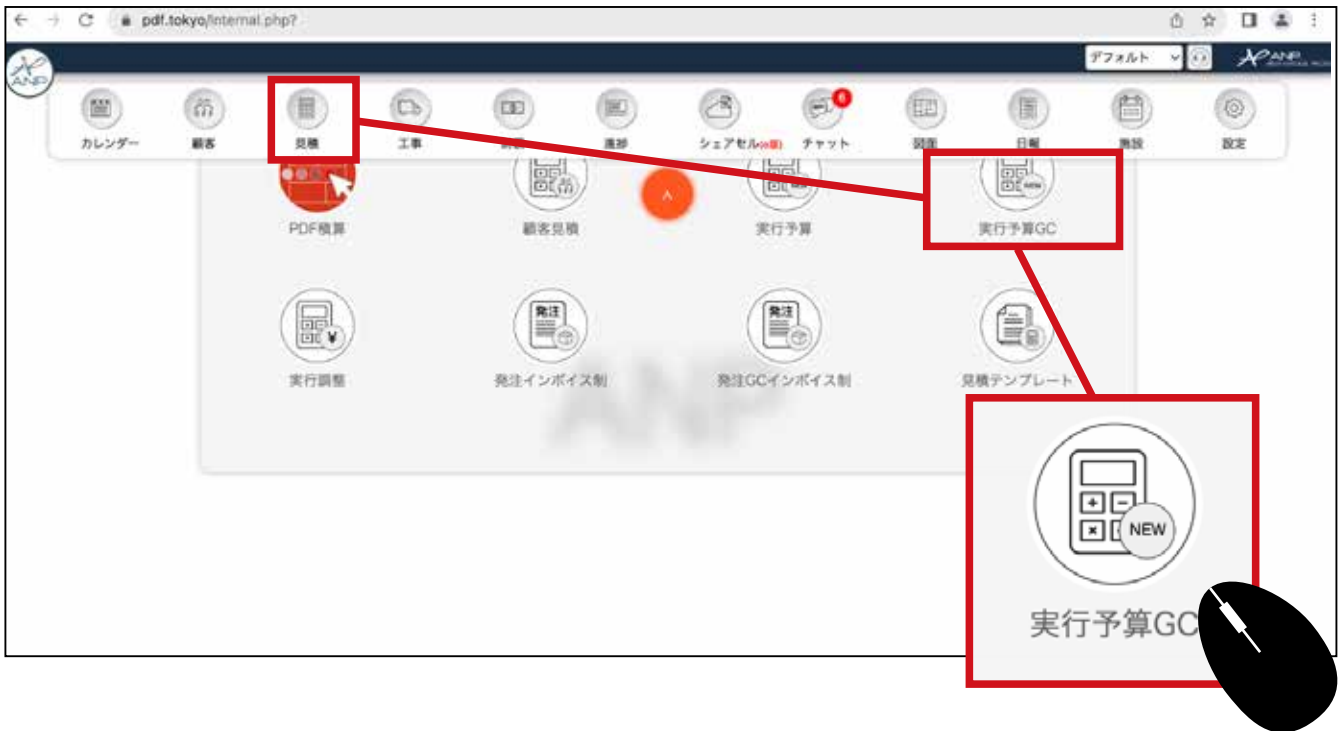 pdf.tokyo/internal.php?
デフォルト
ANP
ANP
カレンダー 顧客 見積 工事 進捗 シェアセル チャット 6 図面 日報 施設 設定
NEW
PDF積算 顧客見積 実行予算 実行予算GC
発注 発注
実行調整 発注インボイス制 発注GCインボイス制 見積テンプレート
ANP
NEW
実行予算GC